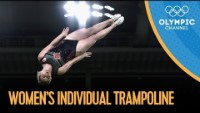 OLYMPIC
CHANNEL
WOMEN'S INDIVIDUAL TRAMPOLINE